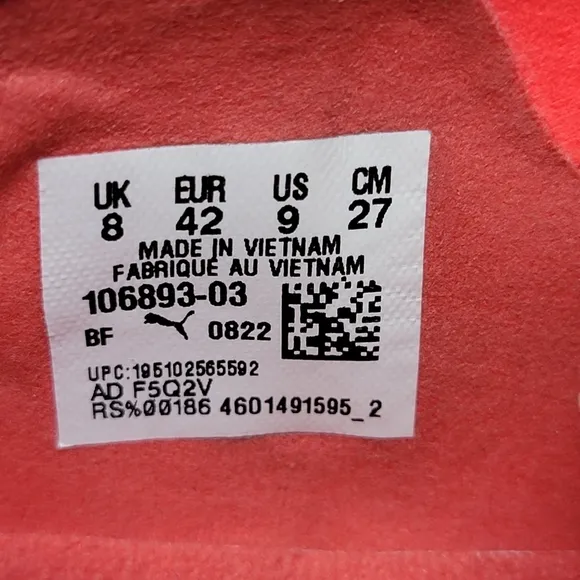 UK EUR US CM
8 42 9 27
MADE IN VIETNAM
FABRIQUE AU VIETNAM
106893-03
BF 0822
UPC:195102565592
AD F5Q2V
RS%00186 4601491595_2